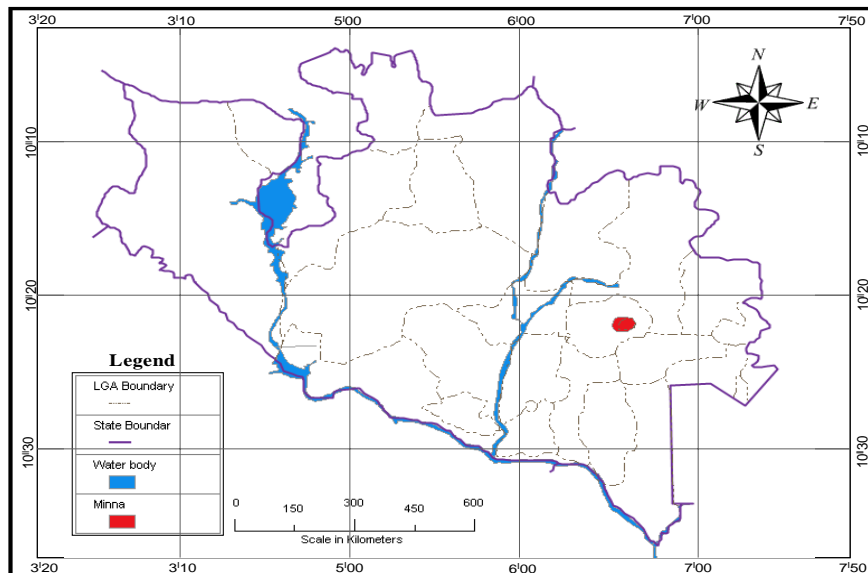 3'20 3'10 5'00 6'00 7'00 7'50
N
W E
S
10°10 10°10
10°20 10°20
10°30 10°30
Legend
LGA Boundary
State Boundar
Water body
Minna
0 150 300 450 600
Scale in Kilometers
3'20 3'10 5'00 6'00 7'00 7'50